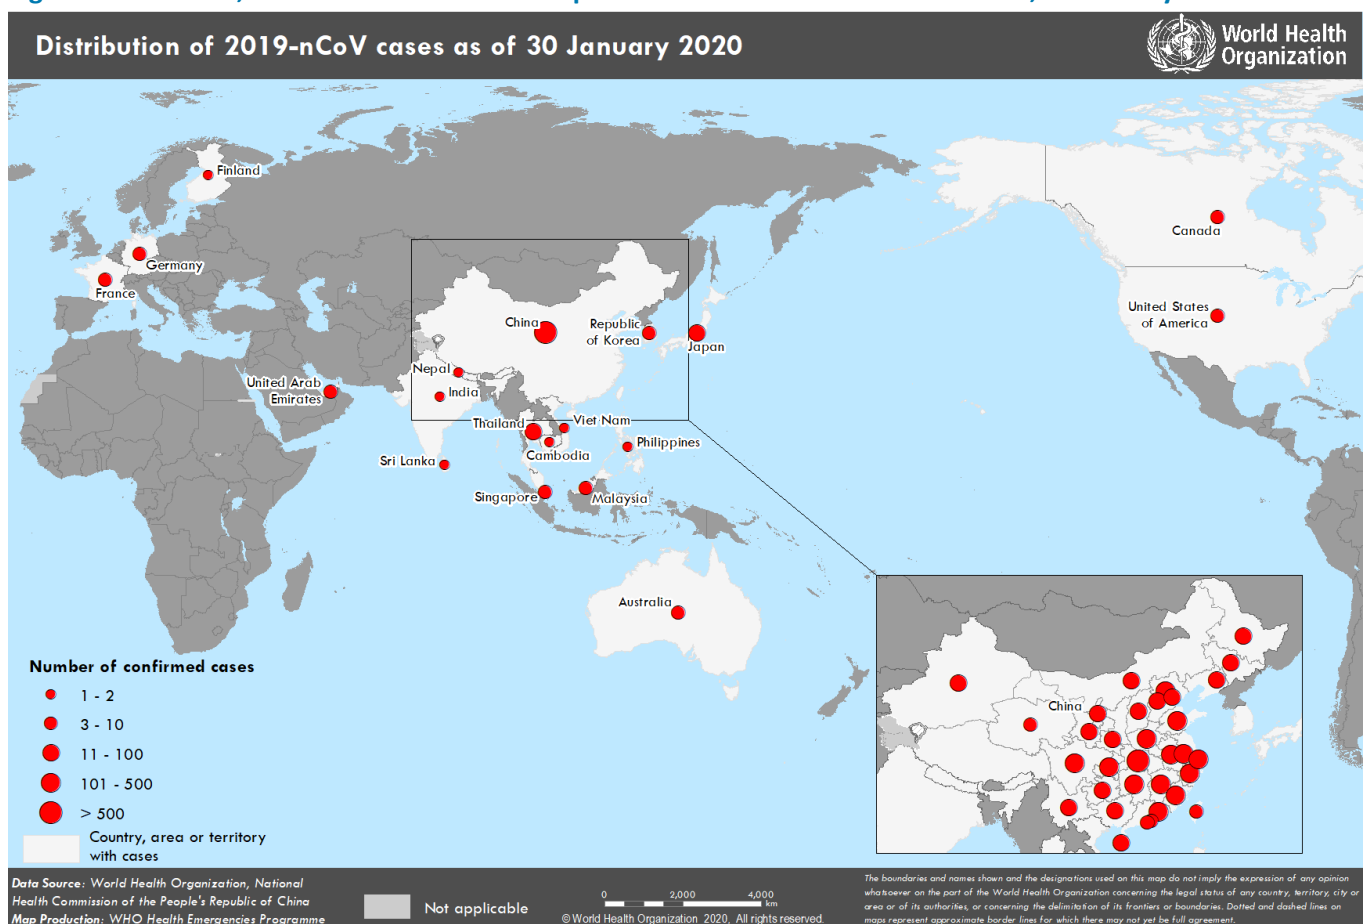 Distribution of 2019-nCoV cases as of 30 January 2020
World Health
Organization
Finland
Germany
France
Canada
United States
of America
China
Republic
of Korea
Japan
Nepal
India
United Arab
Emirates
Thailand
Viet Nam
Cambodia
Philippines
Sri Lanka
Singapore
Malaysia
Australia
China
Number of confirmed cases
1 - 2
3 - 10
11 - 100
101 - 500
> 500
Country, area or territory
with cases
Data Source: World Health Organization, National
Health Commission of the People's Republic of China
Map Production: WHO Health Emergencies Programme
Not applicable
0 2,000 4,000
km
© World Health Organization 2020, All rights reserved.
The boundaries and names shown and the designations used on this map do not imply the expression of any opinion
whatsoever on the part of the World Health Organization concerning the legal status of any country, territory, city or
area or of its authorities, or concerning the delimitation of its frontiers or boundaries. Dotted and dashed lines on
maps represent approximate border lines for which there may not yet be full agreement.